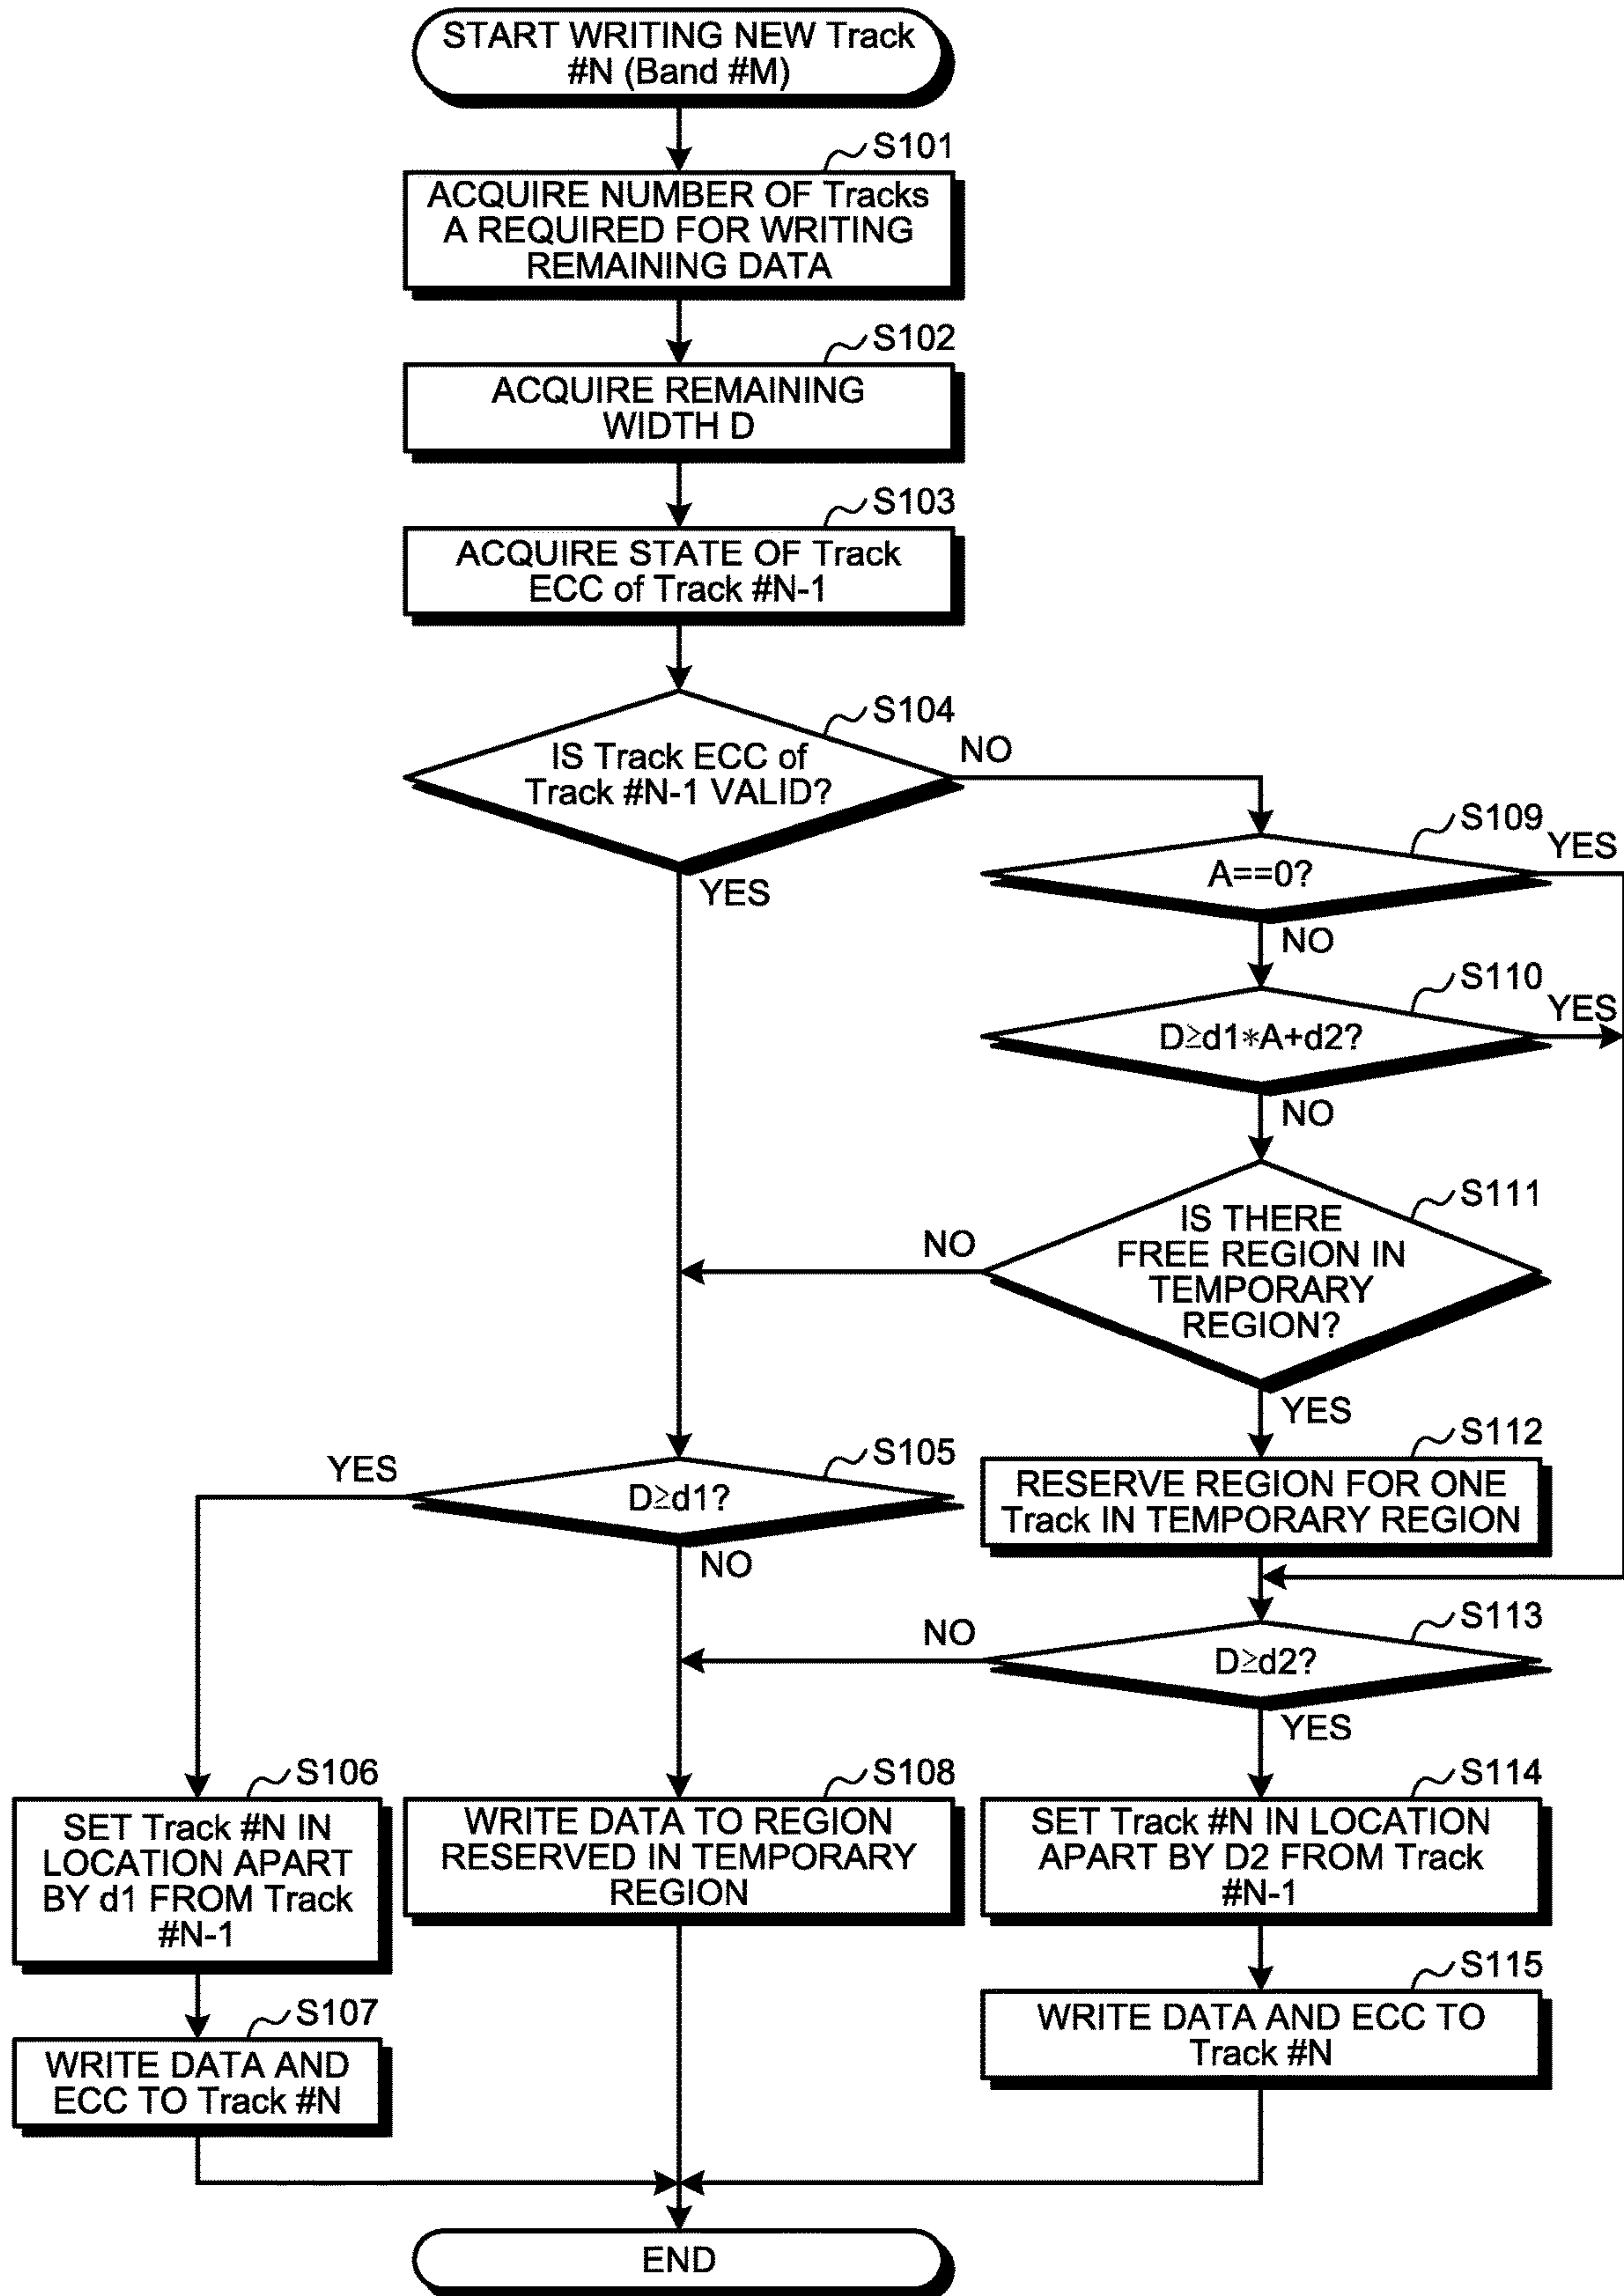 START WRITING NEW Track
#N (Band #M)
S101
ACQUIRE NUMBER OF Tracks
A REQUIRED FOR WRITING
REMAINING DATA
S102
ACQUIRE REMAINING
WIDTH D
S103
ACQUIRE STATE OF Track
ECC of Track #N-1
S104
IS Track ECC of
Track #N-1 VALID?
NO
YES
S109
A==0?
YES
NO
S110
D≥d1*A+d2?
YES
NO
S111
IS THERE
FREE REGION IN
TEMPORARY
REGION?
NO
YES
S112
RESERVE REGION FOR ONE
Track IN TEMPORARY REGION
S105
D≥d1?
YES
NO
S113
D≥d2?
NO
YES
S106
SET Track #N IN
LOCATION APART
BY d1 FROM Track
#N-1
S107
WRITE DATA AND
ECC TO Track #N
S108
WRITE DATA TO REGION
RESERVED IN TEMPORARY
REGION
S114
SET Track #N IN LOCATION
APART BY D2 FROM Track
#N-1
S115
WRITE DATA AND ECC TO
Track #N
END